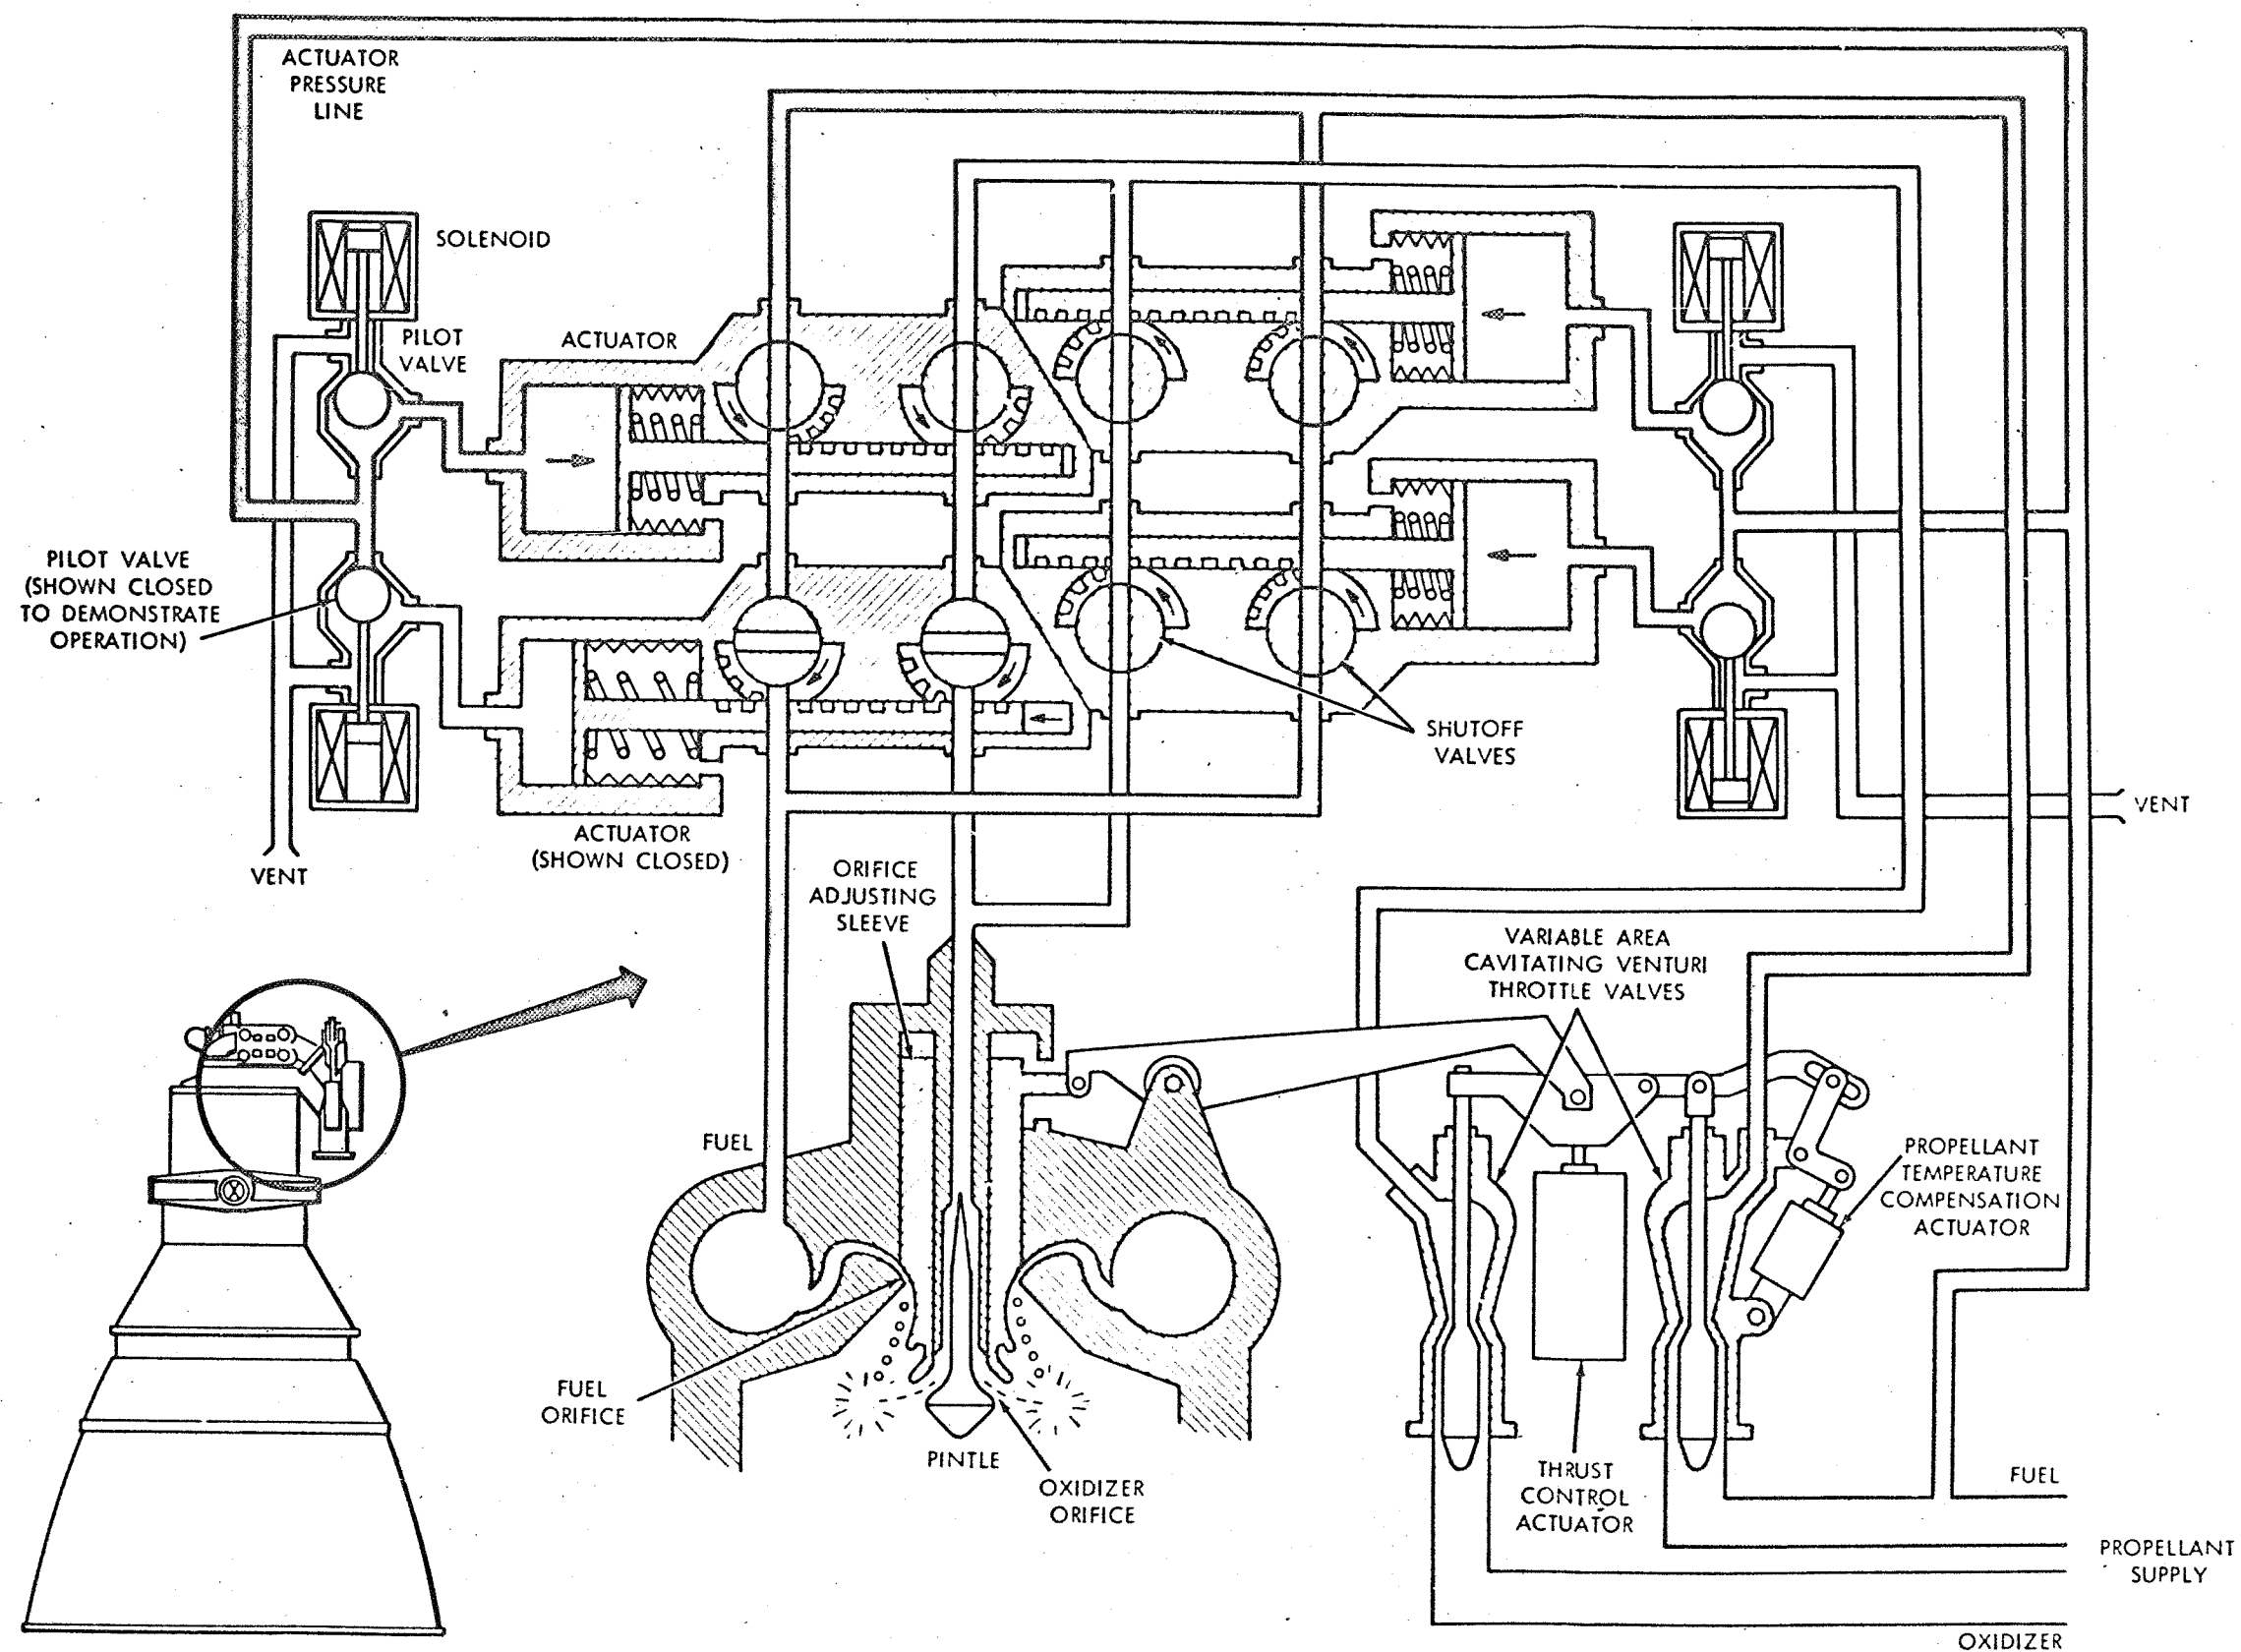 ACTUATOR
PRESSURE
LINE
SOLENOID
PILOT
VALVE
ACTUATOR
PILOT VALVE
(SHOWN CLOSED
TO DEMONSTRATE
OPERATION)
SHUTOFF
VALVES
VENT
ACTUATOR
(SHOWN CLOSED)
VENT
ORIFICE
ADJUSTING
SLEEVE
VARIABLE AREA
CAVITATING VENTURI
THROTTLE VALVES
FUEL
PROPELLANT
TEMPERATURE
COMPENSATION
ACTUATOR
FUEL
ORIFICE
PINTLE
OXIDIZER
ORIFICE
THRUST
CONTROL
ACTUATOR
FUEL
PROPELLANT
SUPPLY
OXIDIZER